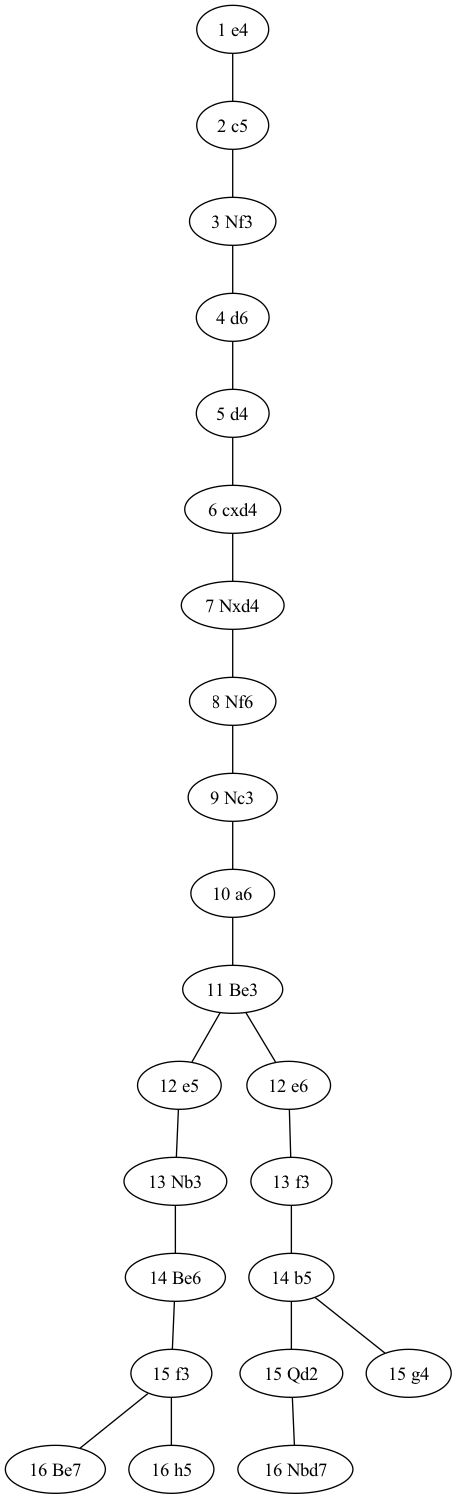 1 e4
2 c5
3 Nf3
4 d6
5 d4
6 cxd4
7 Nxd4
8 Nf6
9 Nc3
10 a6
11 Be3
12 e5
12 e6
13 Nb3
13 f3
14 Be6
14 b5
15 f3
15 Qd2
15 g4
16 Be7
16 h5
16 Nbd7